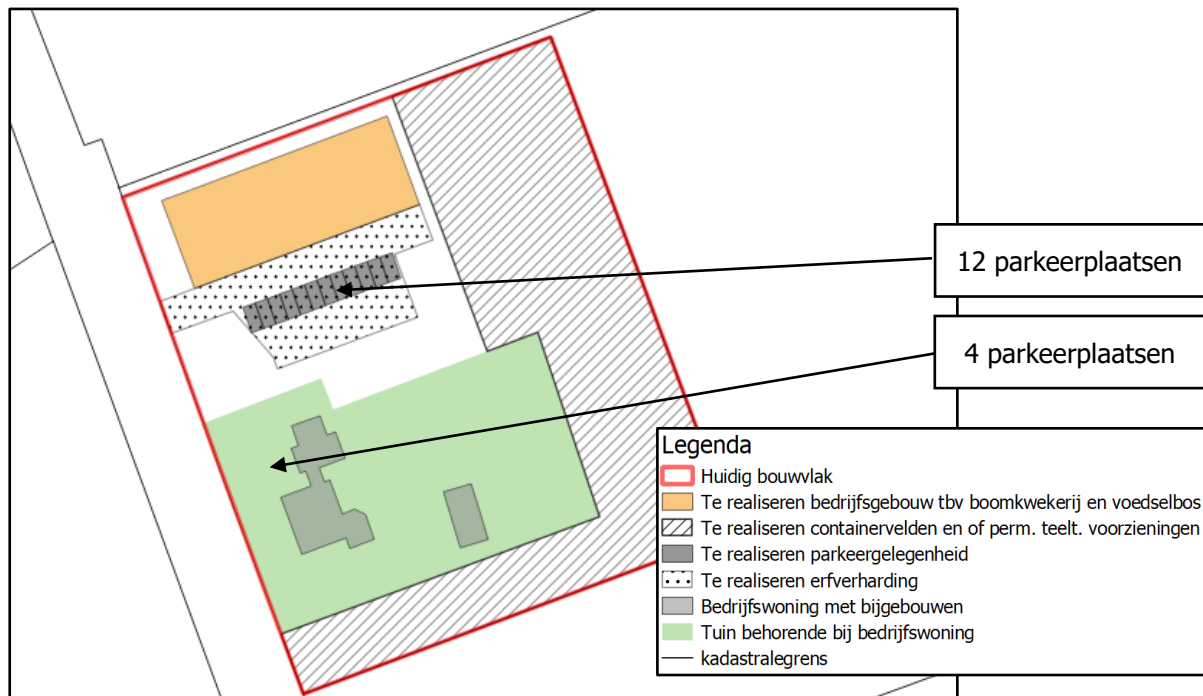 12 parkeerplaatsen
4 parkeerplaatsen
Legenda
Huidig bouwvlak
Te realiseren bedrijfsgebouw tbv boomkwekerij en voedselbos
Te realiseren containervelden en of perm. teelt. voorzieningen
Te realiseren parkeergelegenheid
Te realiseren erfverharding
Bedrijfswoning met bijgebouwen
Tuin behorende bij bedrijfswoning
kadastralegrens